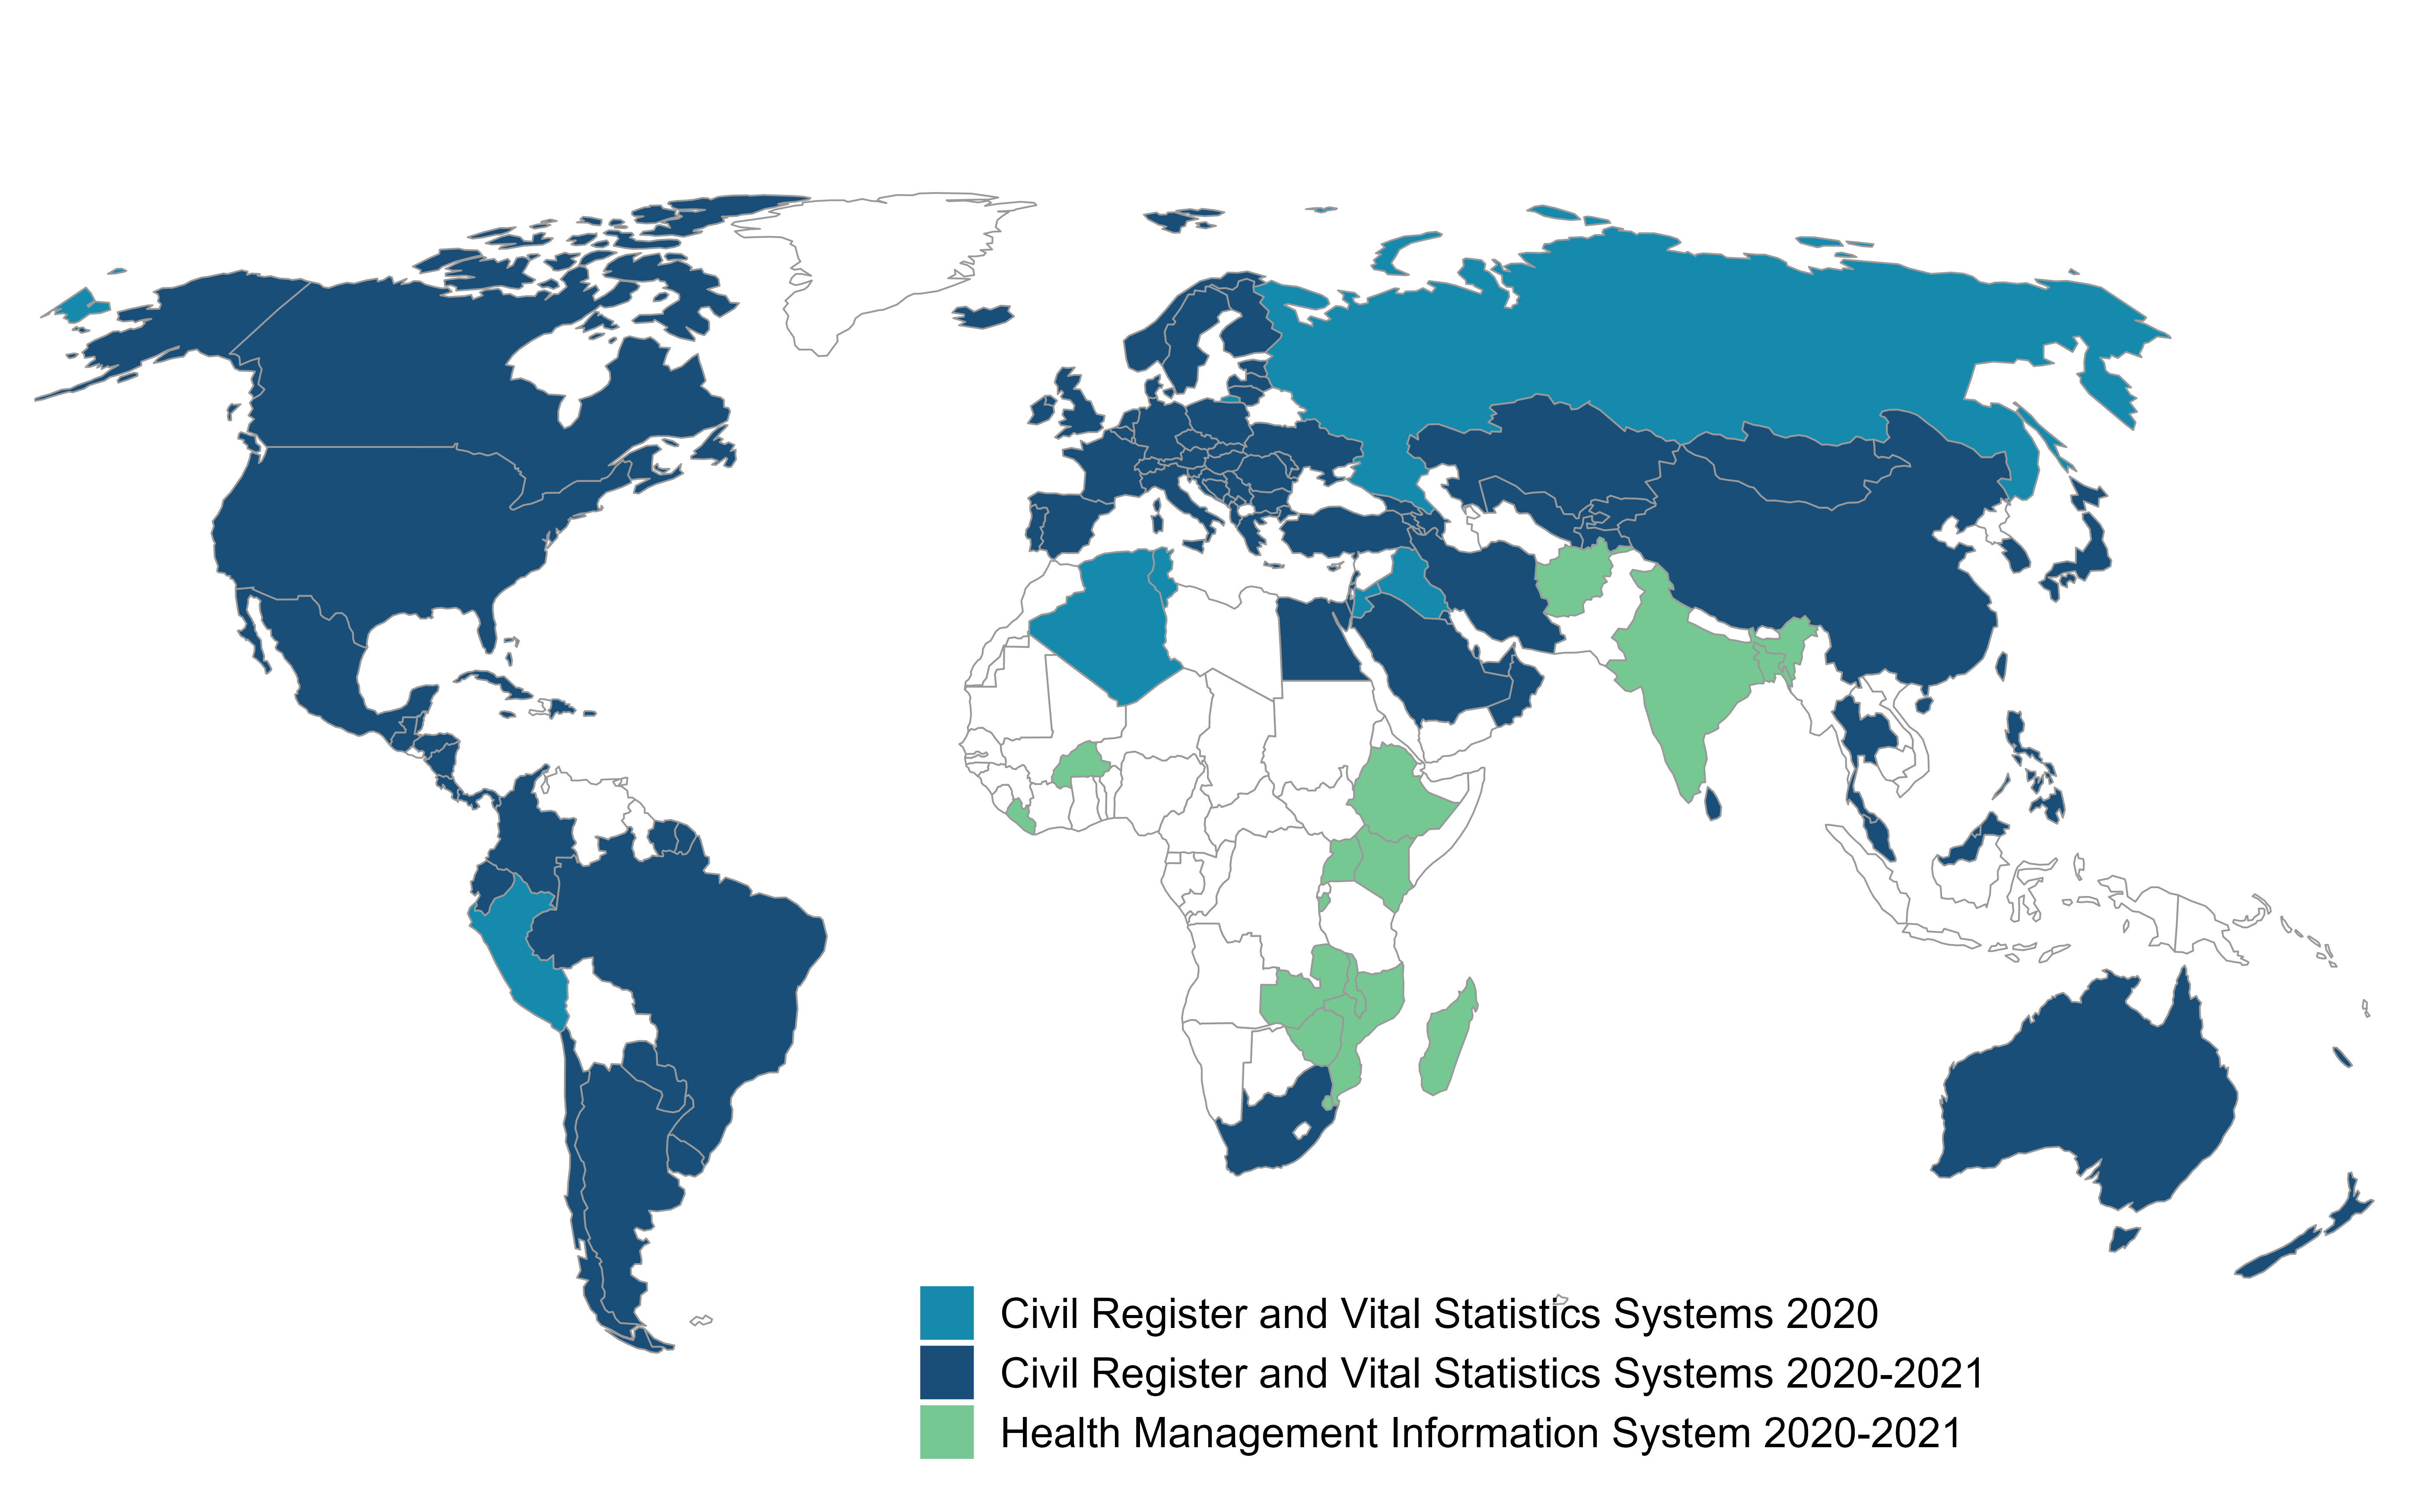 Civil Register and Vital Statistics Systems 2020
Civil Register and Vital Statistics Systems 2020-2021
Health Management Information System 2020-2021